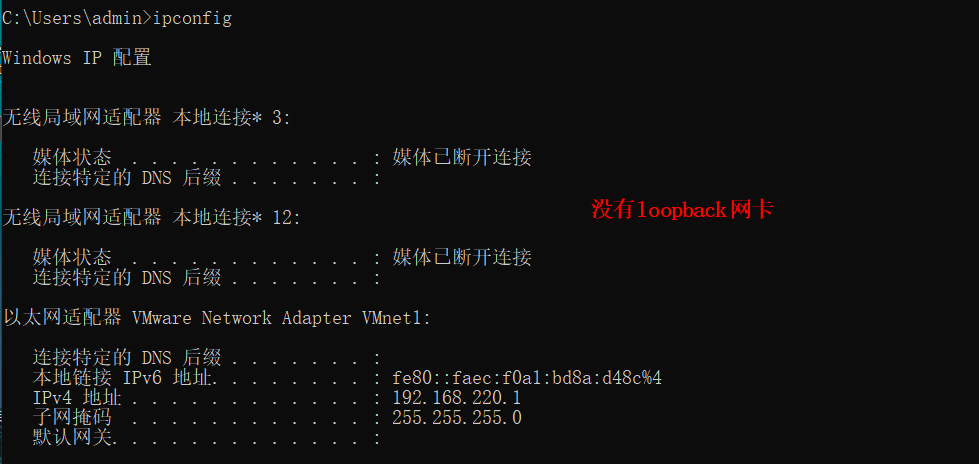 C:\Users\admin>ipconfig
Windows IP 配置
无线局域网适配器 本地连接* 3:
媒体状态 . . . . . . . . . . . . : 媒体已断开连接
连接特定的 DNS 后缀 . . . . . . . :
没有loopback网卡
无线局域网适配器 本地连接* 12:
媒体状态 . . . . . . . . . . . . : 媒体已断开连接
连接特定的 DNS 后缀 . . . . . . . :
以太网适配器 VMware Network Adapter VMnet1:
连接特定的 DNS 后缀 . . . . . . . :
本地链接 IPv6 地址. . . . . . . . : fe80::faec:f0a1:bd8a:d48c%4
IPv4 地址 . . . . . . . . . . . . : 192.168.220.1
子网掩码 . . . . . . . . . . . . : 255.255.255.0
默认网关. . . . . . . . . . . . . :